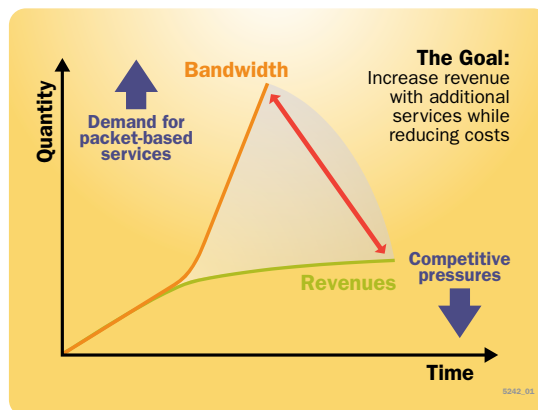 The Goal:
Increase revenue
with additional
services while
reducing costs
Bandwidth
Demand for
packet-based
services
Quantity
Competitive
pressures
Revenues
Time
S242_01